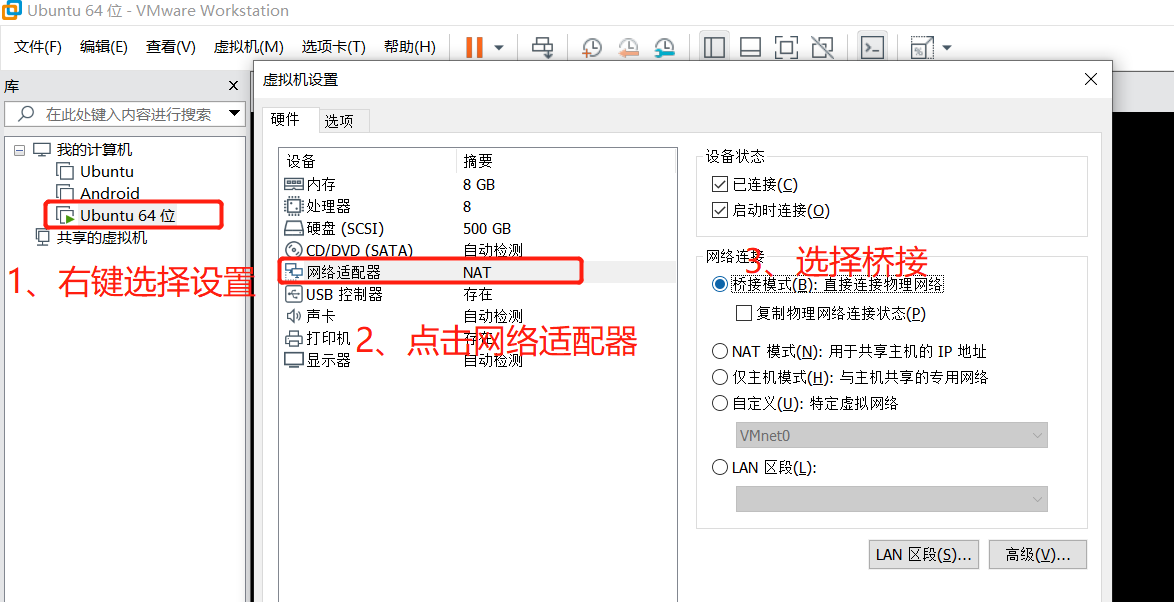 Ubuntu 64 位 - VMware Workstation
文件(F) 编辑(E) 查看(V) 虚拟机(M) 选项卡(T) 帮助(H)
库
在此处键入内容进行搜索
我的计算机
Ubuntu
Android
Ubuntu 64 位
共享的虚拟机
1、右键选择设置
虚拟机设置
硬件 选项
设备 摘要
内存 8 GB
处理器 8
硬盘 (SCSI) 500 GB
CD/DVD (SATA) 自动检测
网络适配器 NAT
USB 控制器 存在
声卡 自动检测
打印机 存在
显示器 自动检测
2、点击网络适配器
设备状态
已连接(C)
启动时连接(O)
网络连接
3、选择桥接
桥接模式(B): 直接连接物理网络
复制物理网络连接状态(P)
NAT 模式(N): 用于共享主机的 IP 地址
仅主机模式(H): 与主机共享的专用网络
自定义(U): 特定虚拟网络
VMnet0
LAN 区段(L):
LAN 区段(S)... 高级(V)...